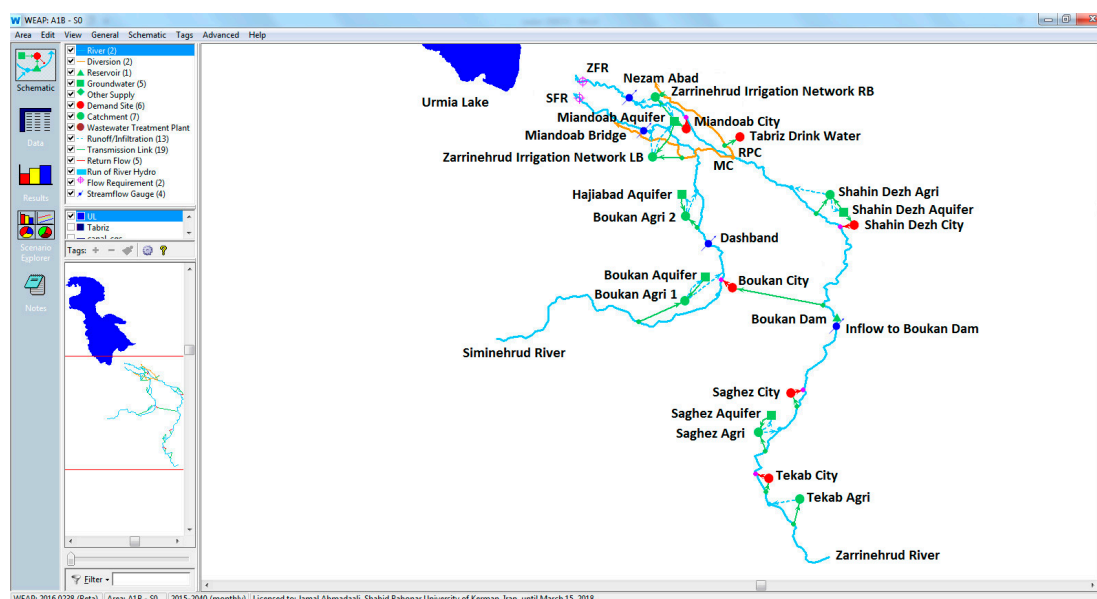 WEAP: A1B - S0
Area Edit View General Schematic Tags Advanced Help
Schematic
Data
Results
Scenario
Explorer
Notes
River (2)
Diversion (2)
Reservoir (1)
Groundwater (5)
Other Supply
Demand Site (6)
Catchment (7)
Wastewater Treatment Plant
Runoff/Infiltration (13)
Transmission Link (19)
Return Flow (5)
Run of River Hydro
Flow Requirement (2)
Streamflow Gauge (4)
UL
Tabriz
Tags:
Filter
ZFR
Nezam Abad
Urmia Lake
SFR
Zarrinehrud Irrigation Network RB
Miandoab Aquifer
Miandoab City
Miandoab Bridge
Tabriz Drink Water
Zarrinehrud Irrigation Network LB
RPC
MC
Hajiabad Aquifer
Shahin Dezh Agri
Boukan Agri 2
Shahin Dezh Aquifer
Shahin Dezh City
Dashband
Boukan Aquifer
Boukan City
Boukan Agri 1
Boukan Dam
Inflow to Boukan Dam
Siminehrud River
Saghez City
Saghez Aquifer
Saghez Agri
Tekab City
Tekab Agri
Zarrinehrud River
WEAP: 2016.0238 (Beta) Area: A1B - S0 2015-2040 (monthly) Licensed to: Jamal Ahmadaali, Shahid Bahonar University of Kerman, Iran, until March 15, 2018